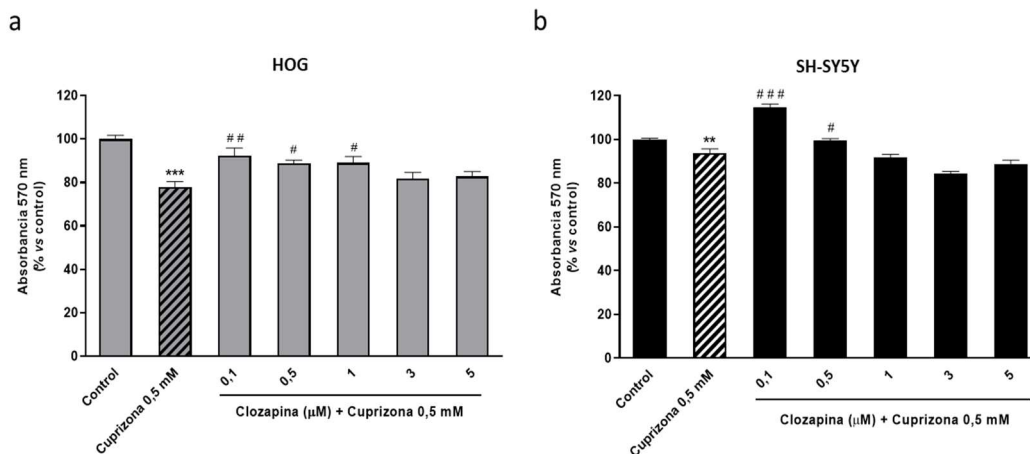 a
HOG
Absorbancia 570 nm
(% vs control)
120
100
80
60
40
20
0
***
# #
#
#
Control
Cuprizona 0,5 mM
0,1
0,5
1
3
5
Clozapina (µM) + Cuprizona 0,5 mM
b
SH-SY5Y
Absorbancia 570 nm
(% vs control)
120
100
80
60
40
20
0
**
# # #
#
Control
Cuprizona 0,5 mM
0,1
0,5
1
3
5
Clozapina (µM) + Cuprizona 0,5 mM